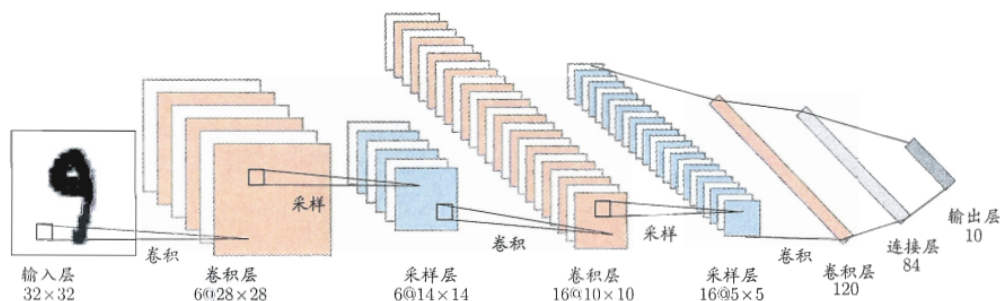 采样
卷积
卷积
采样
卷积
输入层
32×32
卷积层
6@28×28
采样层
6@14×14
卷积层
16@10×10
采样层
16@5×5
卷积层
120
连接层
84
输出层
10
9